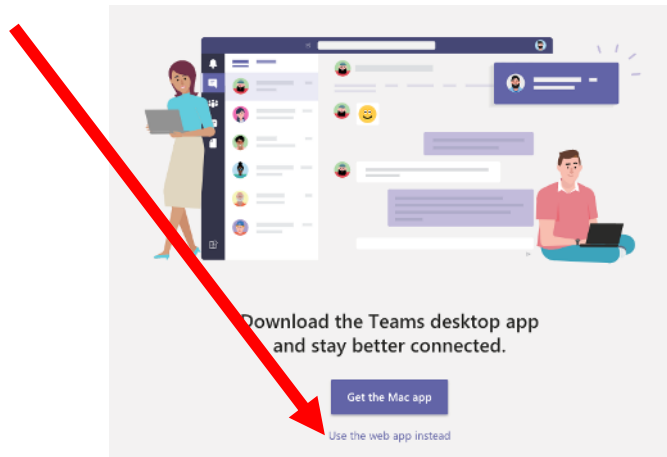 Download the Teams desktop app
and stay better connected.
Get the Mac app
Use the web app instead